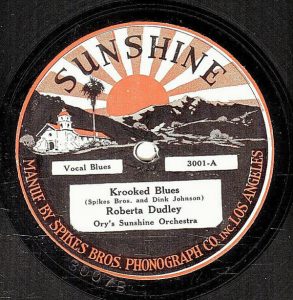 SUNSHINE
Vocal Blues
3001-A
Krooked Blues
(Spikes Bros. and Dink Johnson)
Roberta Dudley
Ory's Sunshine Orchestra
MANUF. BY SPIKES BROS. PHONOGRAPH CO., INC. LOS ANGELES